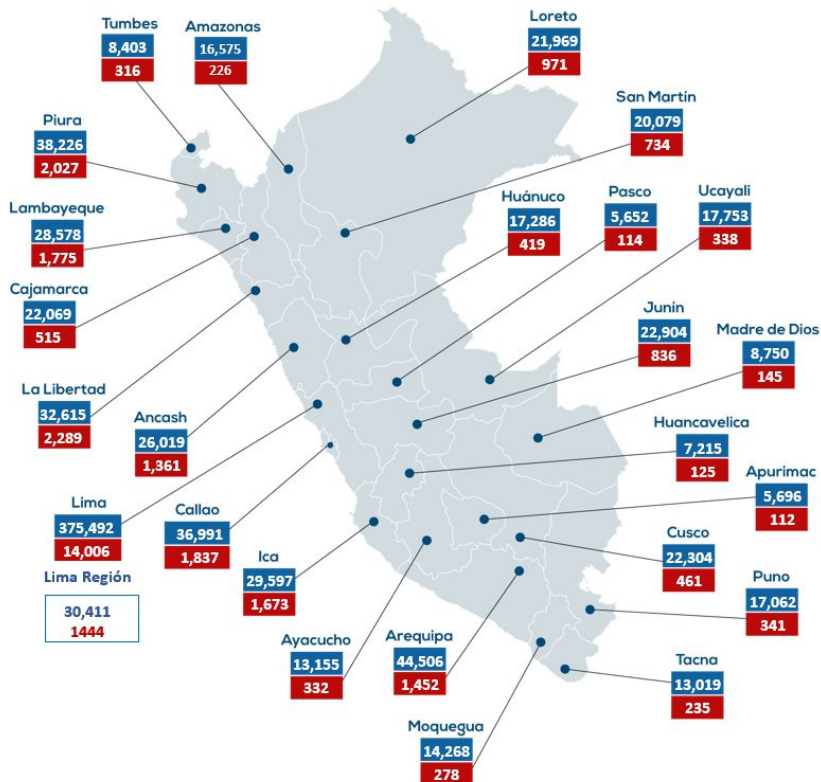 Tumbes
8,403
316
Amazonas
16,575
226
Loreto
21,969
971
San Martín
20,079
734
Piura
38,226
2,027
Huánuco
17,286
419
Pasco
5,652
114
Ucayali
17,753
338
Lambayeque
28,578
1,775
Cajamarca
22,069
515
Junín
22,904
836
Madre de Dios
8,750
145
La Libertad
32,615
2,289
Ancash
26,019
1,361
Huancavelica
7,215
125
Apurimac
5,696
112
Lima
375,492
14,006
Callao
36,991
1,837
Ica
29,597
1,673
Cusco
22,304
461
Lima Región
30,411
1444
Puno
17,062
341
Ayacucho
13,155
332
Arequipa
44,506
1,452
Tacna
13,019
235
Moquegua
14,268
278